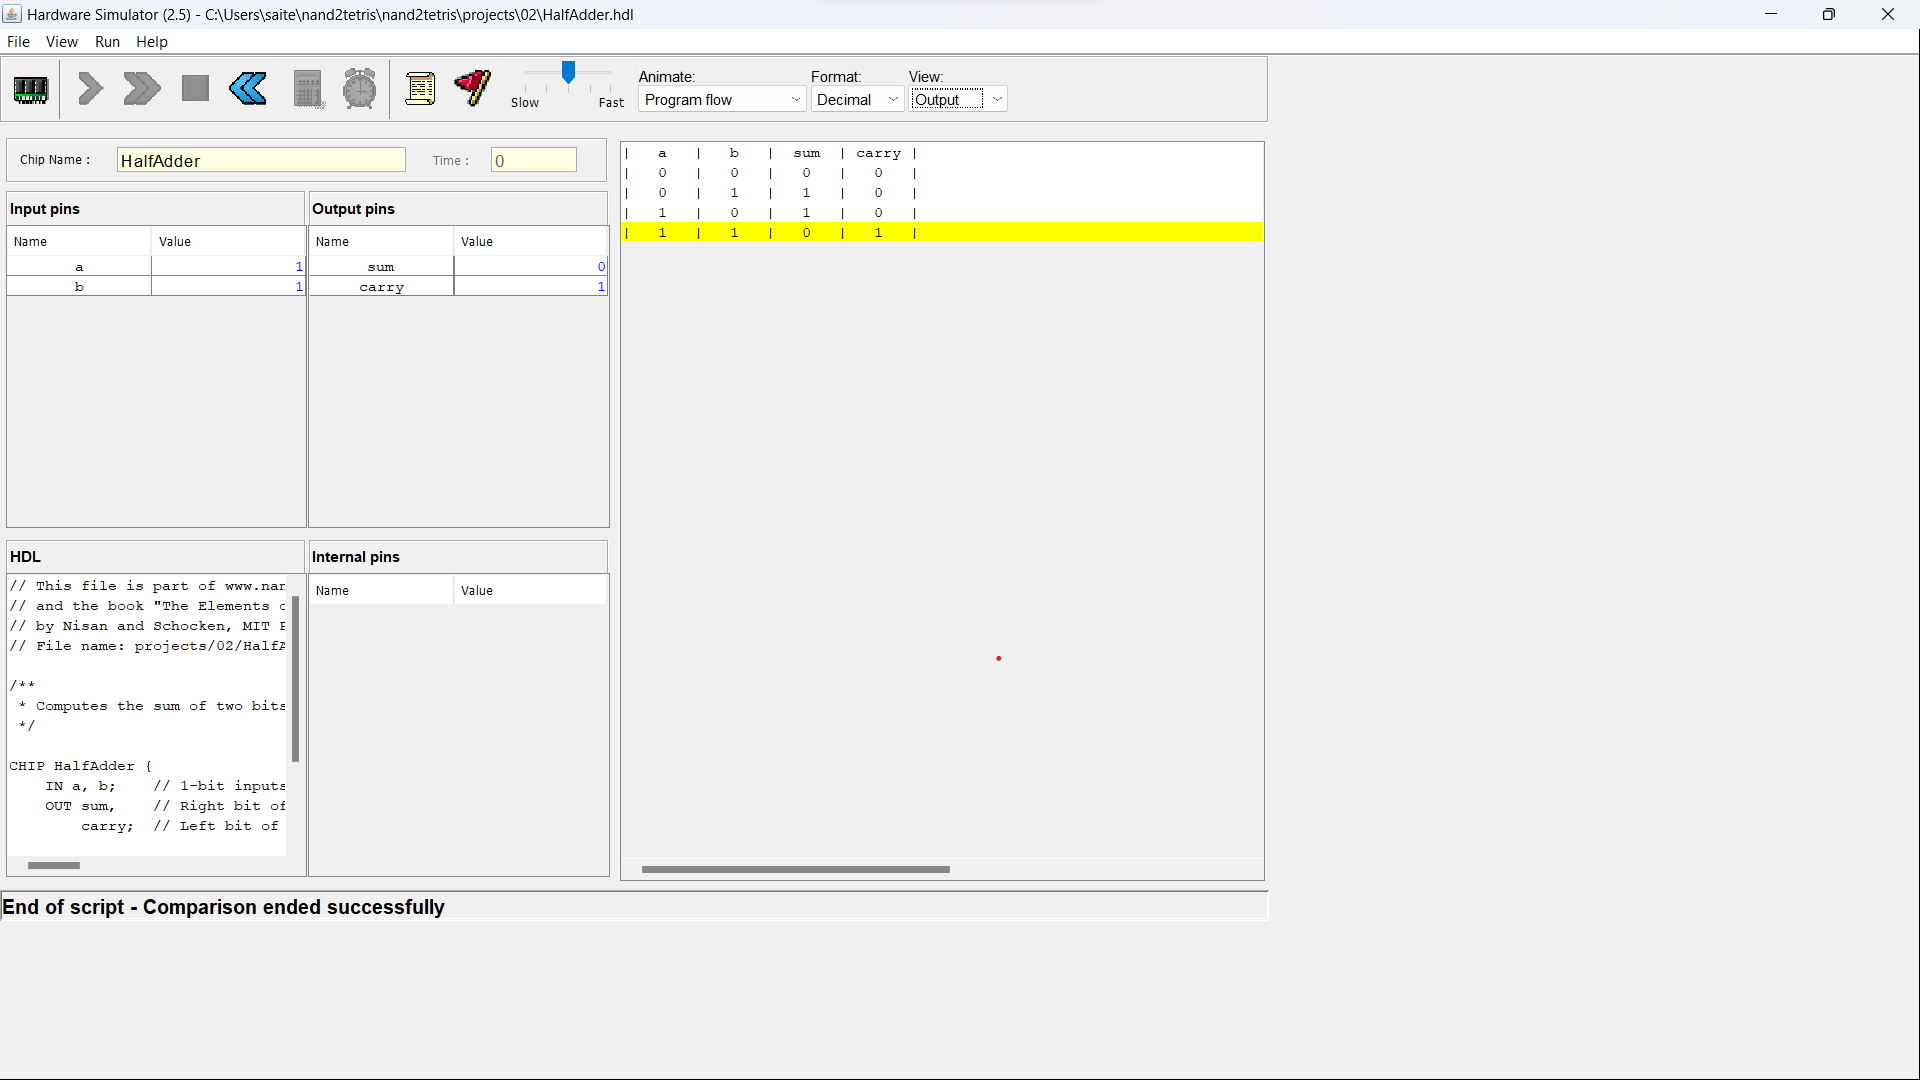 Hardware Simulator (2.5) - C:\Users\saite\nand2tetris\nand2tetris\projects\02\HalfAdder.hdl
File View Run Help
Slow Fast
Animate: Format: View:
Program flow Decimal Output
Chip Name : HalfAdder Time : 0
Input pins Output pins
Name Value Name Value
a 1 sum 0
b 1 carry 1
| a | b | sum | carry |
| 0 | 0 | 0 | 0 |
| 0 | 1 | 1 | 0 |
| 1 | 0 | 1 | 0 |
| 1 | 1 | 0 | 1 |
HDL Internal pins
Name Value
// This file is part of www.nan
// and the book "The Elements
// by Nisan and Schocken, MIT
// File name: projects/02/Half
/**
* Computes the sum of two bits
*/
CHIP HalfAdder {
IN a, b; // 1-bit inputs
OUT sum, // Right bit of
carry; // Left bit of
End of script - Comparison ended successfully